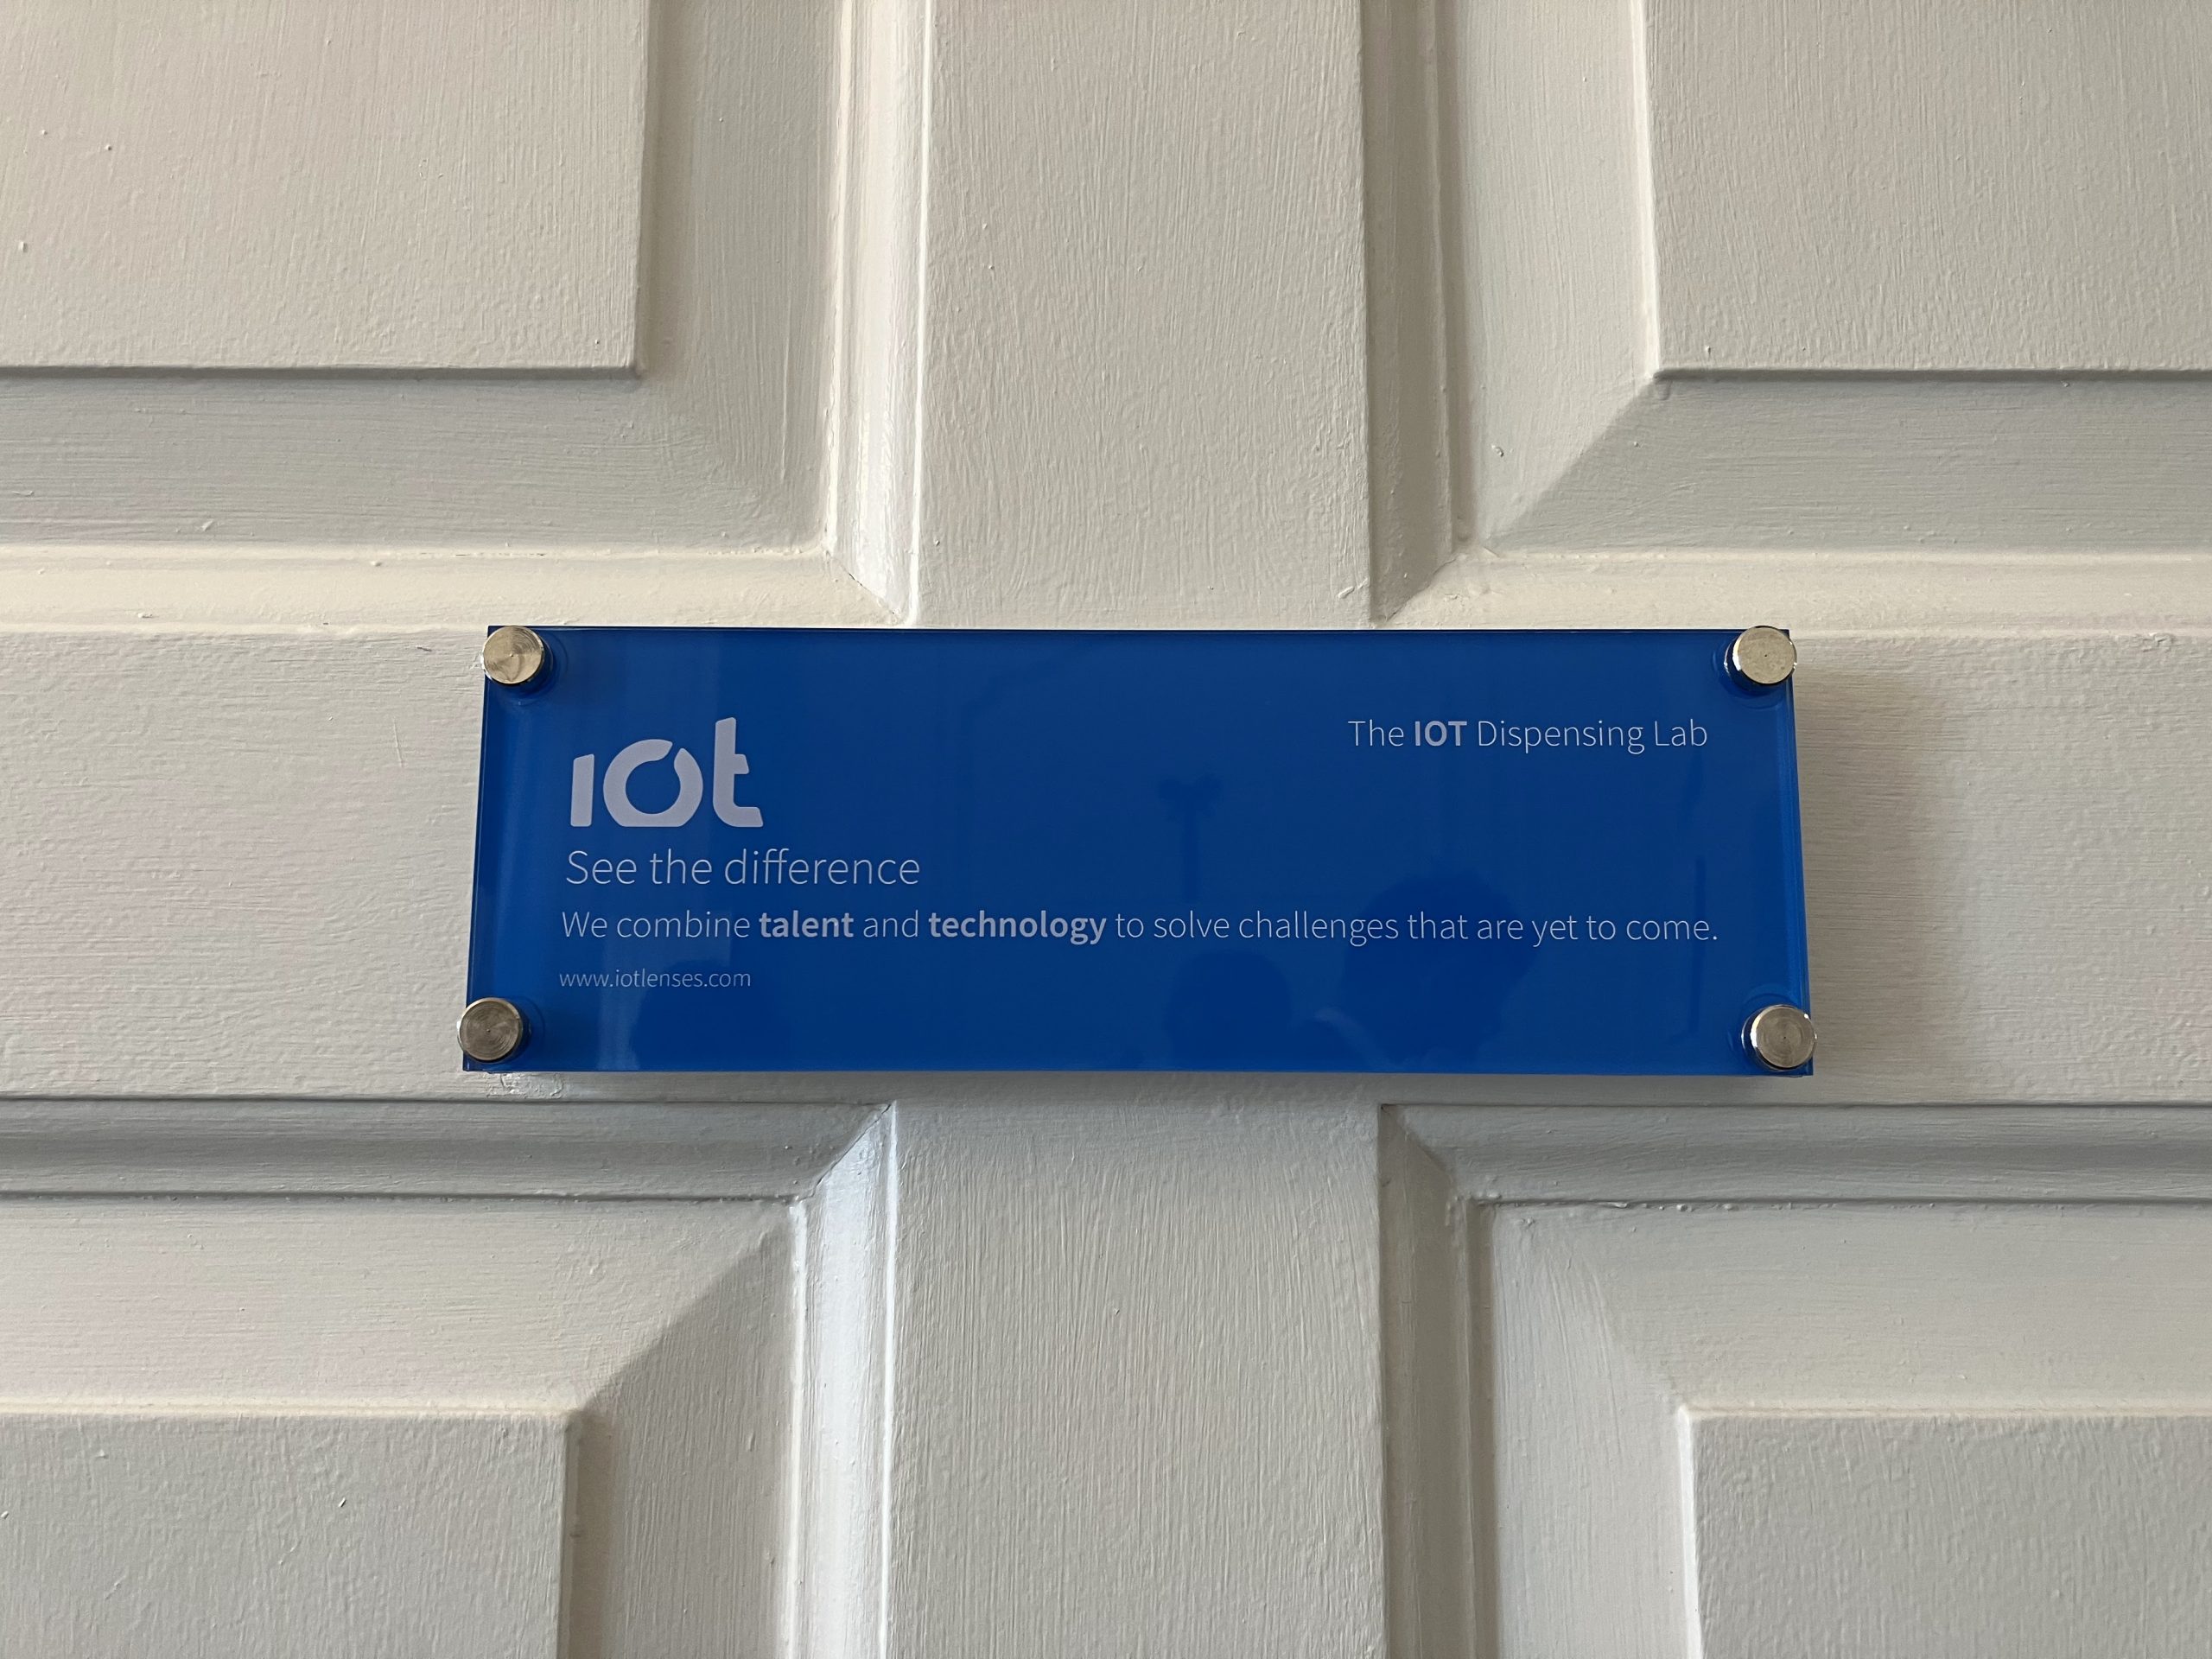 iot
The IOT Dispensing Lab
See the difference
We combine talent and technology to solve challenges that are yet to come.
www.iotlenses.com